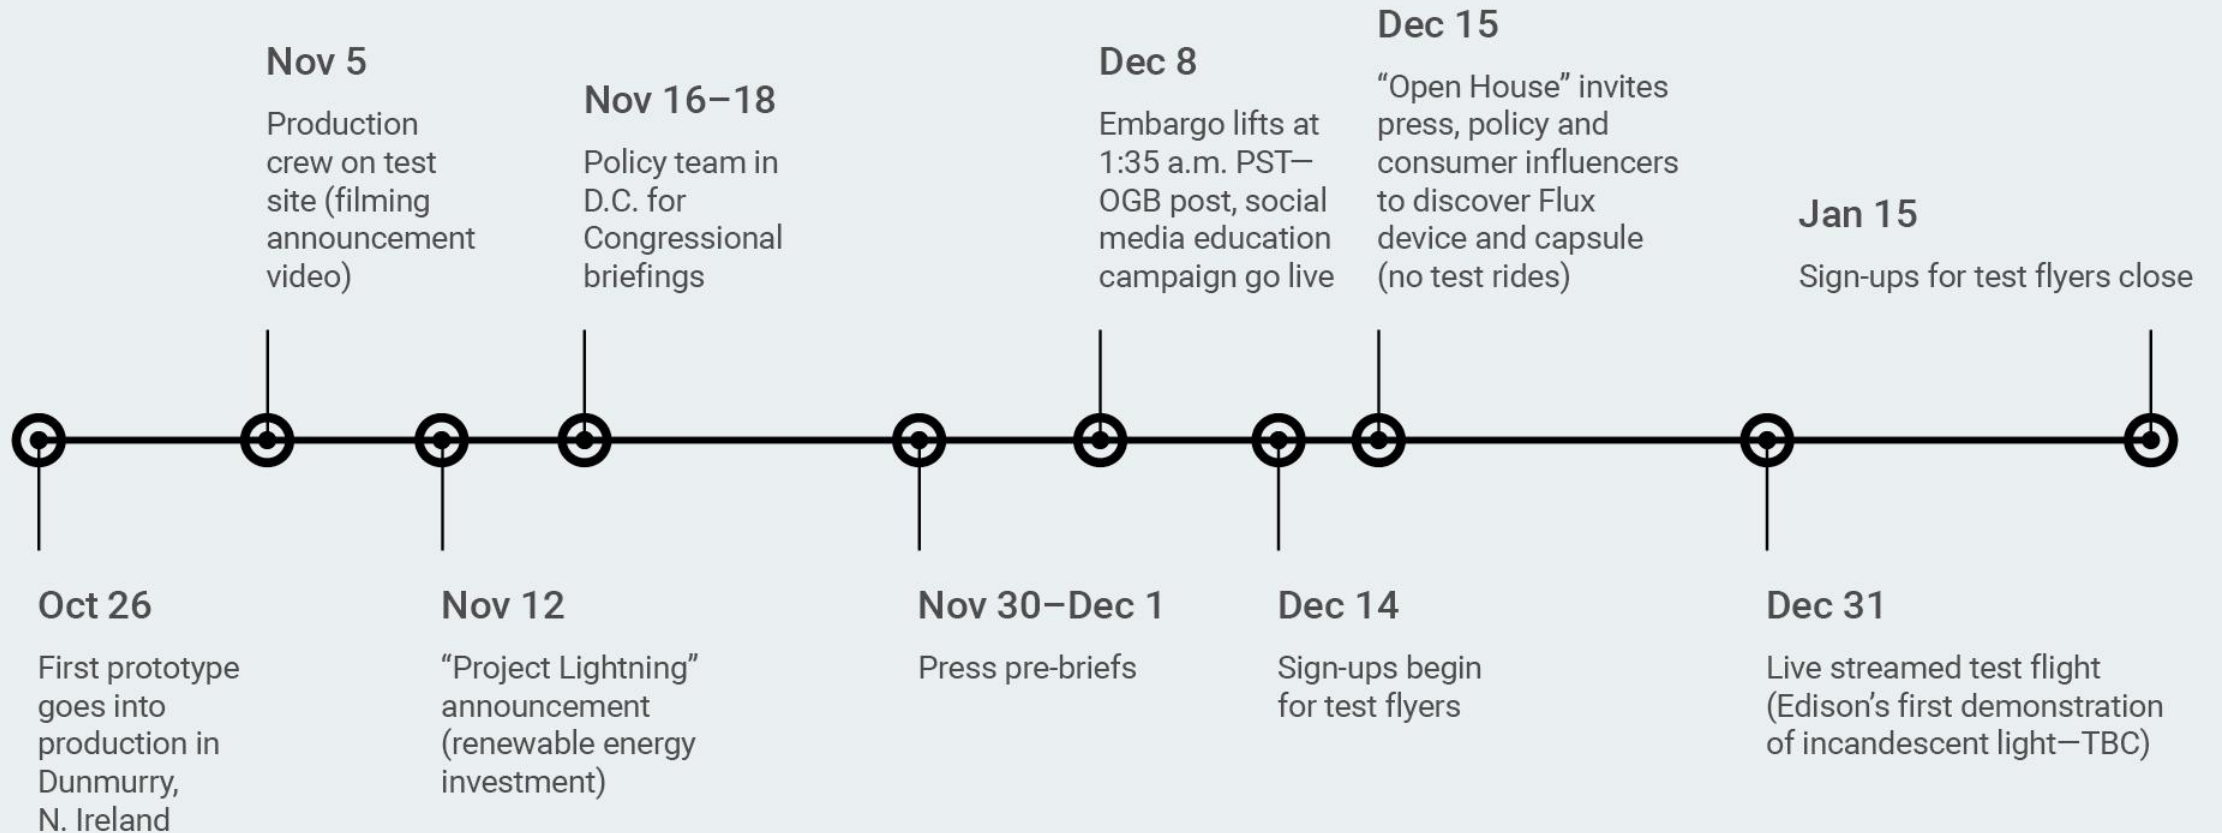 Oct 26
First prototype
goes into
production in
Dunmurry,
N. Ireland
Nov 5
Production
crew on test
site (filming
announcement
video)
Nov 12
“Project Lightning”
announcement
(renewable energy
investment)
Nov 16–18
Policy team in
D.C. for
Congressional
briefings
Nov 30–Dec 1
Press pre-briefs
Dec 8
Embargo lifts at
1:35 a.m. PST—
OGB post, social
media education
campaign go live
Dec 14
Sign-ups begin
for test flyers
Dec 15
“Open House” invites
press, policy and
consumer influencers
to discover Flux
device and capsule
(no test rides)
Dec 31
Live streamed test flight
(Edison’s first demonstration
of incandescent light—TBC)
Jan 15
Sign-ups for test flyers close